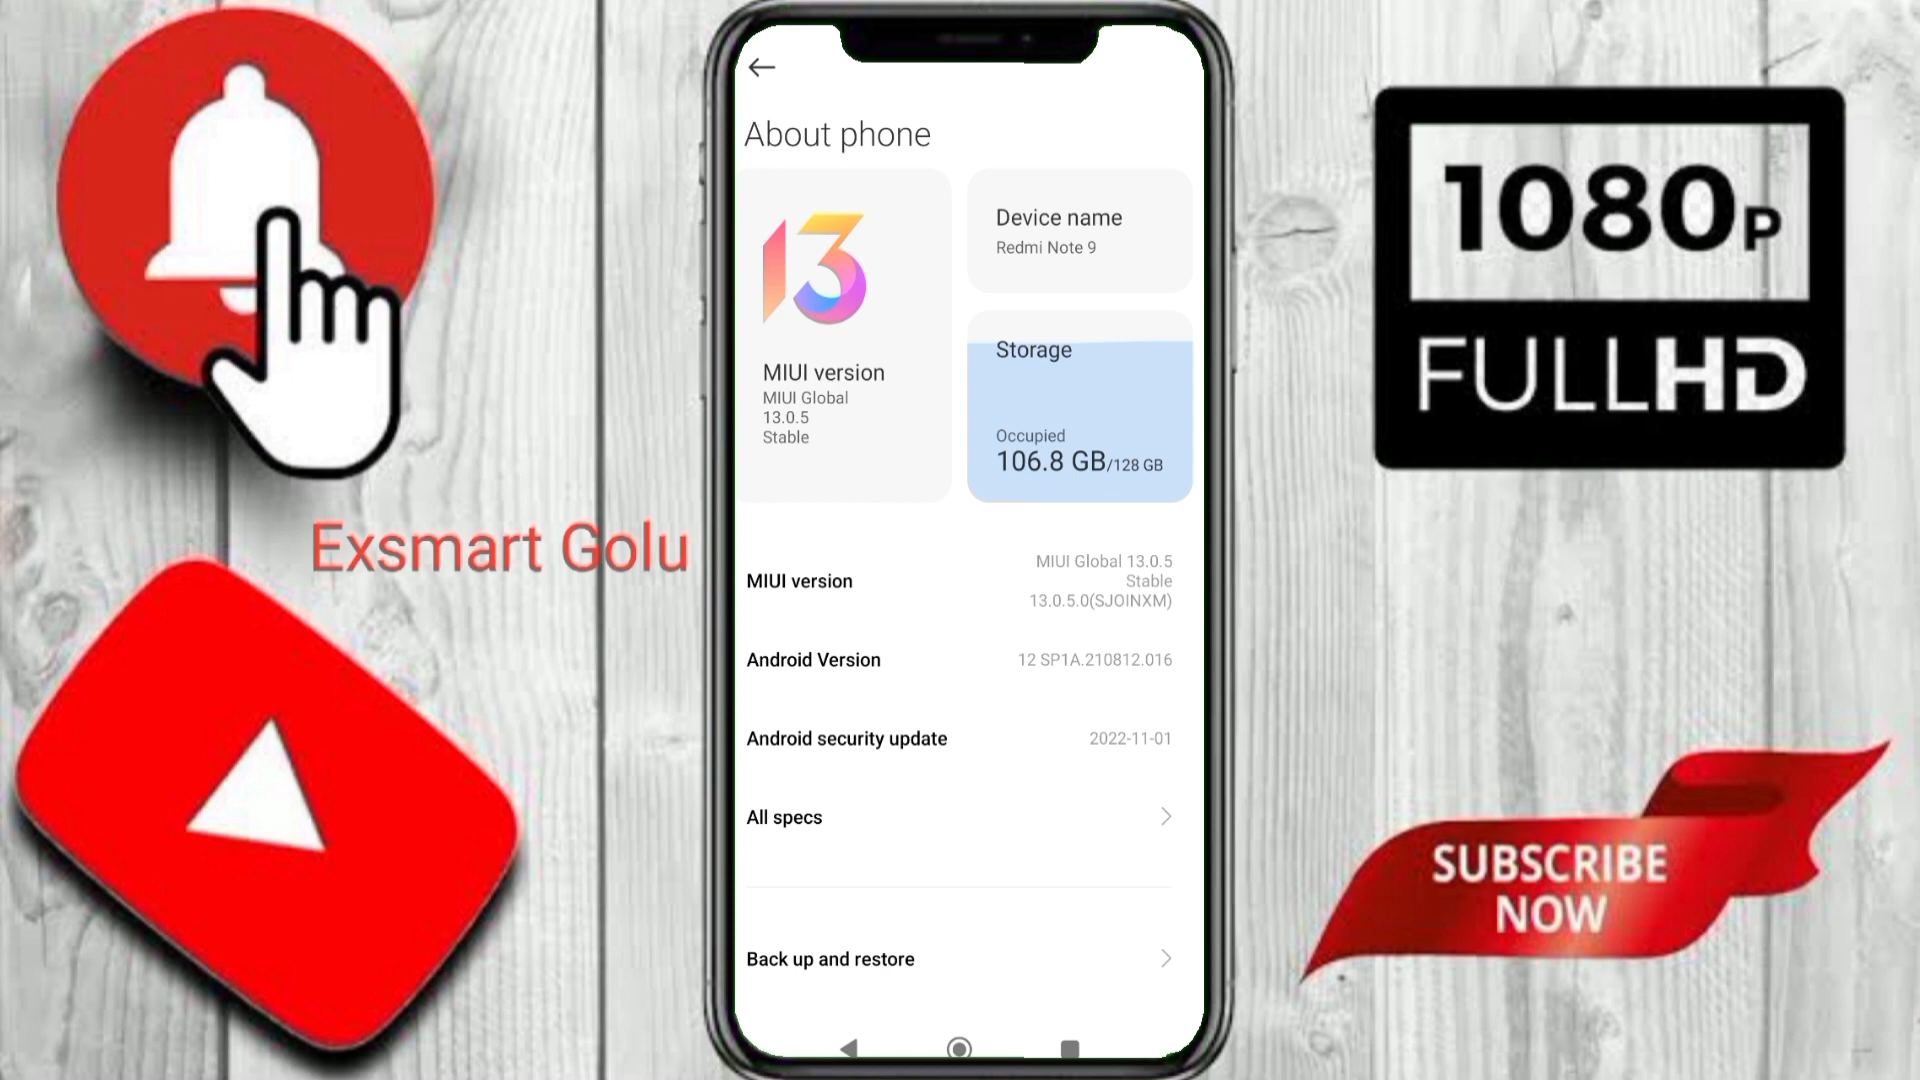 About phone
Device name
Redmi Note 9
13
MIUI version
MIUI Global
13.0.5
Stable
Storage
Occupied
106.8 GB/128 GB
MIUI version
MIUI Global 13.0.5
Stable
13.0.5.0(SJOINXM)
Android Version
12 SP1A.210812.016
Android security update
2022-11-01
All specs
Back up and restore
Exsmart Golu
1080P
FULLHD
SUBSCRIBE
NOW